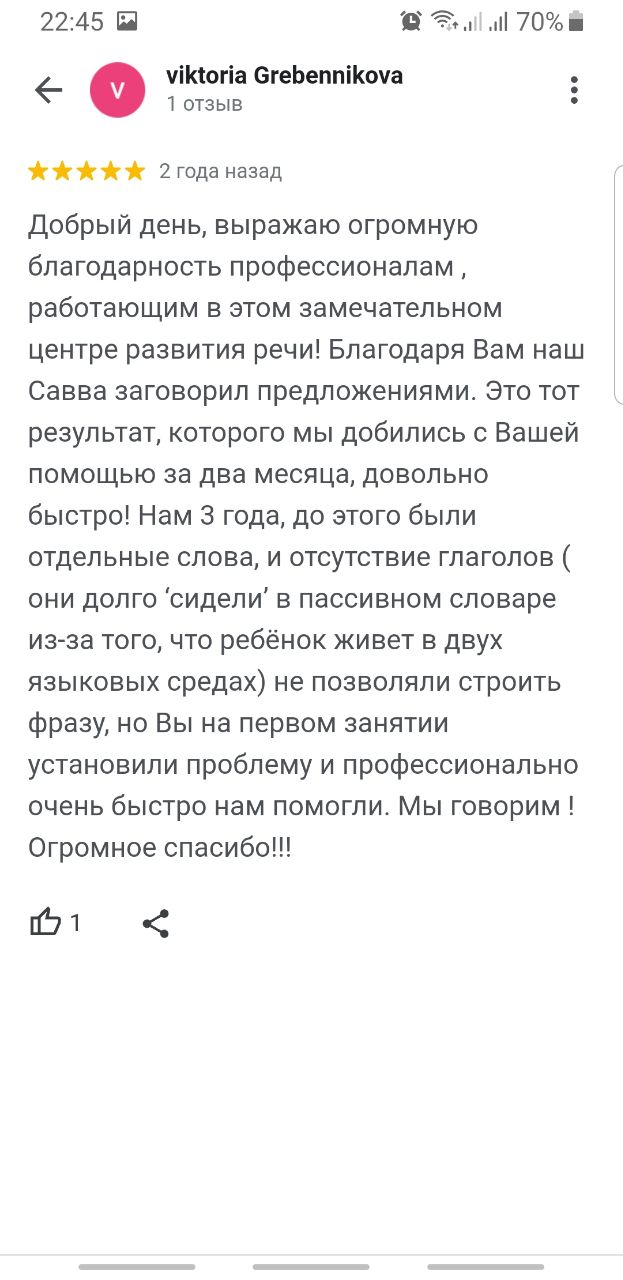 22:45 70%
viktoria Grebennikova
V
1 отзыв
2 года назад
Добрый день, выражаю огромную
благодарность профессионалам ,
работающим в этом замечательном
центре развития речи! Благодаря Вам наш
Савва заговорил предложениями. Это тот
результат, которого мы добились с Вашей
помощью за два месяца, довольно
быстро! Нам 3 года, до этого были
отдельные слова, и отсутствие глаголов (
они долго ‘сидели’ в пассивном словаре
из-за того, что ребёнок живет в двух
языковых средах) не позволяли строить
фразу, но Вы на первом занятии
установили проблему и профессионально
очень быстро нам помогли. Мы говорим !
Огромное спасибо!!!
1